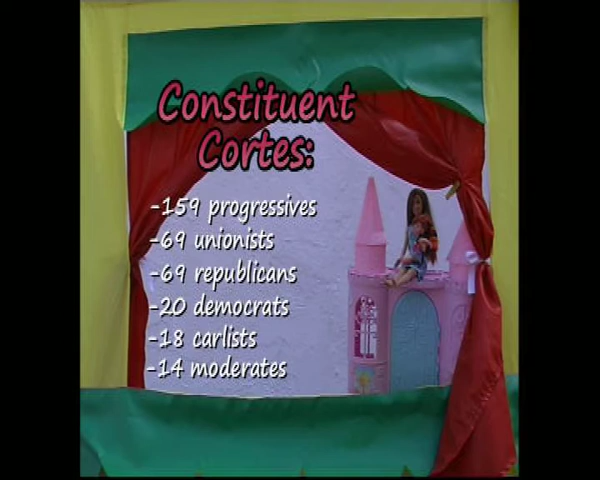 Constituent
Cortes:
-159 progressives
-69 unionists
-69 republicans
-20 democrats
-18 carlists
-14 moderates